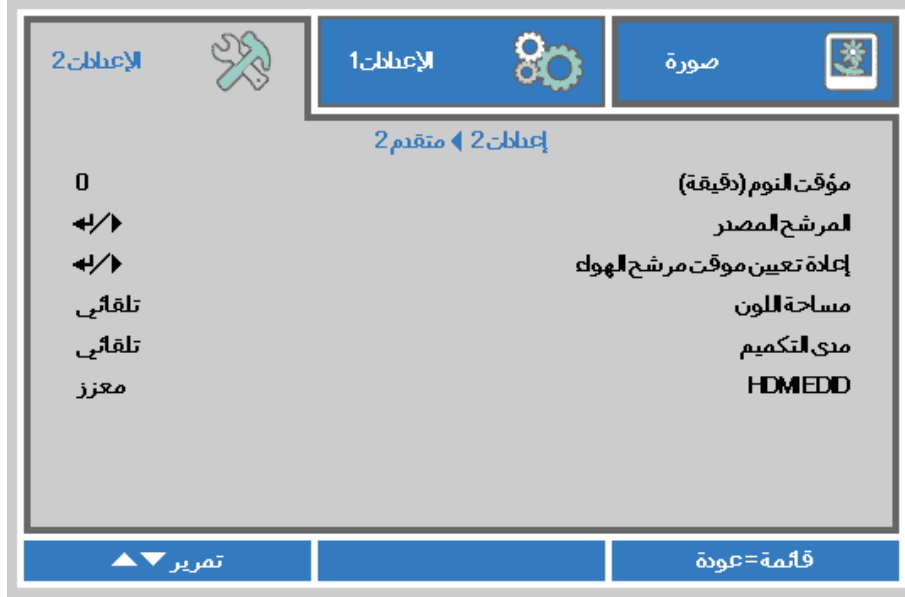 صورة
الإعدادات1
الإعدادات2
إعدادات2 ◀ متقدم2
مؤقت النوم (دقيقة) 0
المرشح المصدر ↵/▶
إعادة تعيين موقت مرشح الهواء ↵/▶
مساحة اللون تلقائي
مدى التكميم تلقائي
HDMI EDID معزز
قائمة=عودة
تمرير ▼▲